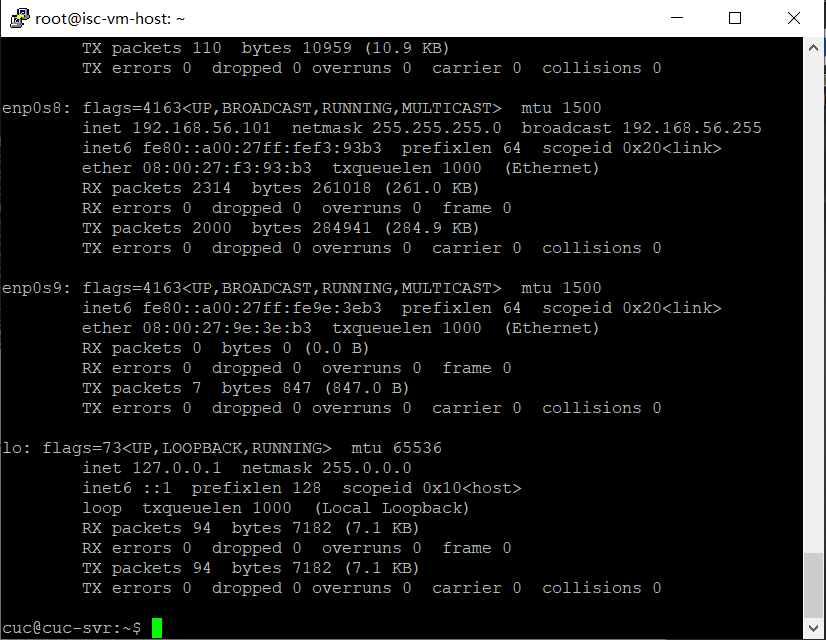 root@isc-vm-host: ~
TX packets 110  bytes 10959 (10.9 KB)
TX errors 0  dropped 0 overruns 0  carrier 0  collisions 0
enp0s8: flags=4163<UP,BROADCAST,RUNNING,MULTICAST>  mtu 1500
inet 192.168.56.101  netmask 255.255.255.0  broadcast 192.168.56.255
inet6 fe80::a00:27ff:fef3:93b3  prefixlen 64  scopeid 0x20<link>
ether 08:00:27:f3:93:b3  txqueuelen 1000  (Ethernet)
RX packets 2314  bytes 261018 (261.0 KB)
RX errors 0  dropped 0  overruns 0  frame 0
TX packets 2000  bytes 284941 (284.9 KB)
TX errors 0  dropped 0 overruns 0  carrier 0  collisions 0
enp0s9: flags=4163<UP,BROADCAST,RUNNING,MULTICAST>  mtu 1500
inet6 fe80::a00:27ff:fe9e:3eb3  prefixlen 64  scopeid 0x20<link>
ether 08:00:27:9e:3e:b3  txqueuelen 1000  (Ethernet)
RX packets 0  bytes 0 (0.0 B)
RX errors 0  dropped 0  overruns 0  frame 0
TX packets 7  bytes 847 (847.0 B)
TX errors 0  dropped 0 overruns 0  carrier 0  collisions 0
lo: flags=73<UP,LOOPBACK,RUNNING>  mtu 65536
inet 127.0.0.1  netmask 255.0.0.0
inet6 ::1  prefixlen 128  scopeid 0x10<host>
loop  txqueuelen 1000  (Local Loopback)
RX packets 94  bytes 7182 (7.1 KB)
RX errors 0  dropped 0  overruns 0  frame 0
TX packets 94  bytes 7182 (7.1 KB)
TX errors 0  dropped 0 overruns 0  carrier 0  collisions 0
cuc@cuc-svr:~$